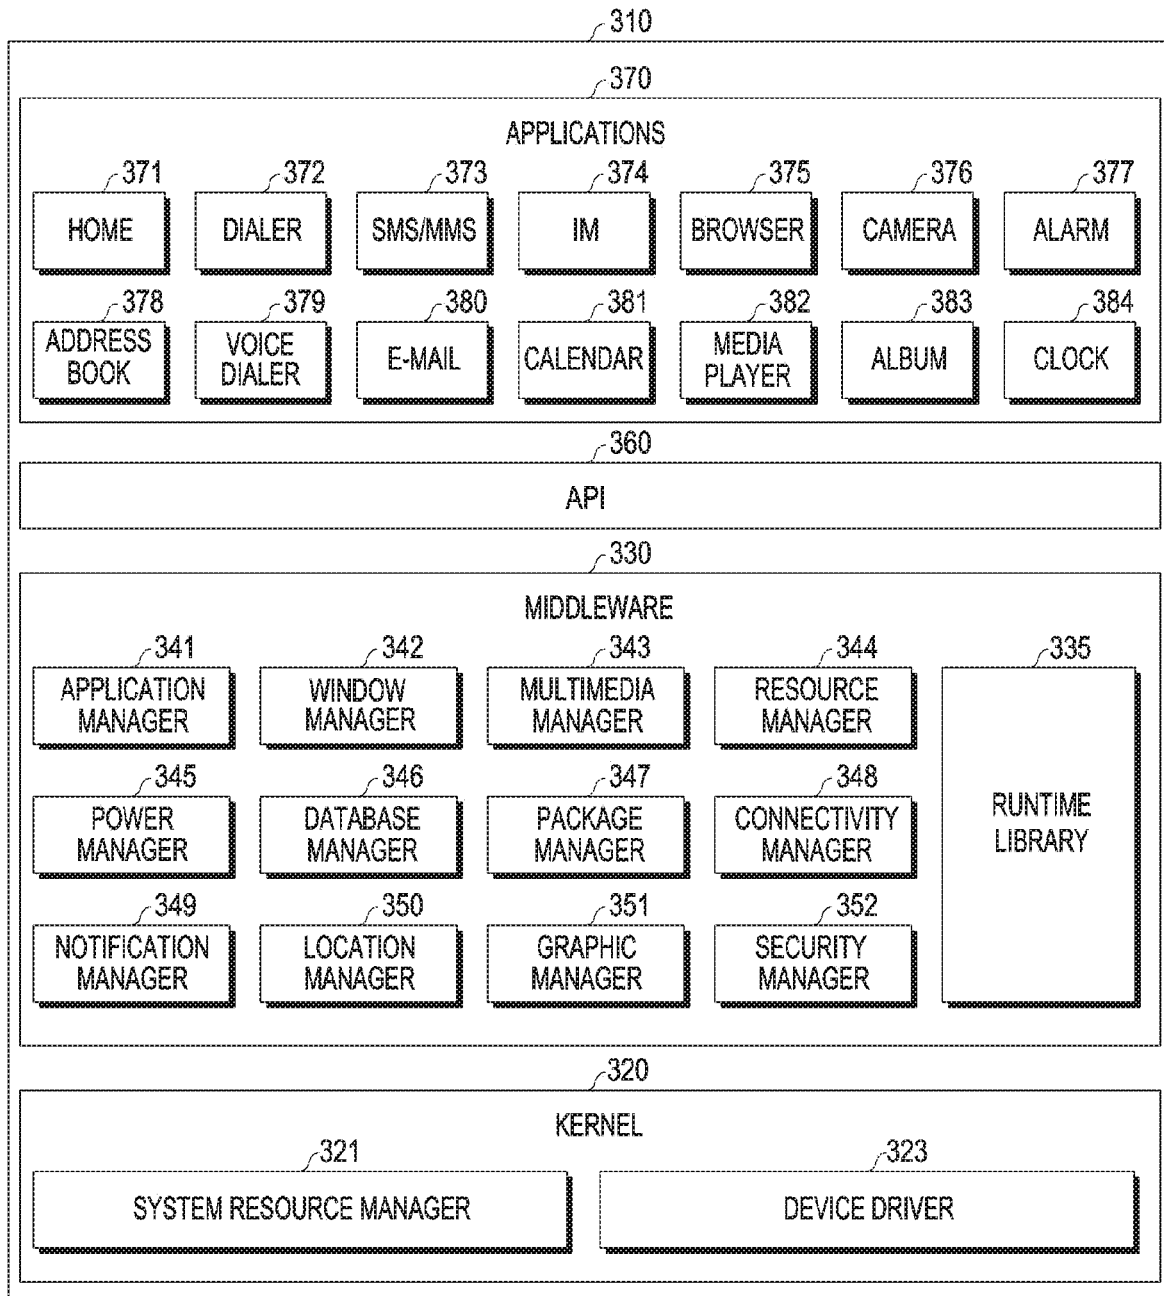 310
370
APPLICATIONS
371 372 373 374 375 376 377
HOME DIALER SMS/MMS IM BROWSER CAMERA ALARM
378 379 380 381 382 383 384
ADDRESS BOOK
VOICE DIALER
E-MAIL
CALENDAR
MEDIA PLAYER
ALBUM
CLOCK
360
API
330
MIDDLEWARE
341 342 343 344 335
APPLICATION MANAGER
WINDOW MANAGER
MULTIMEDIA MANAGER
RESOURCE MANAGER
345 346 347 348
POWER MANAGER
DATABASE MANAGER
PACKAGE MANAGER
CONNECTIVITY MANAGER
RUNTIME LIBRARY
349 350 351 352
NOTIFICATION MANAGER
LOCATION MANAGER
GRAPHIC MANAGER
SECURITY MANAGER
320
KERNEL
321 323
SYSTEM RESOURCE MANAGER DEVICE DRIVER